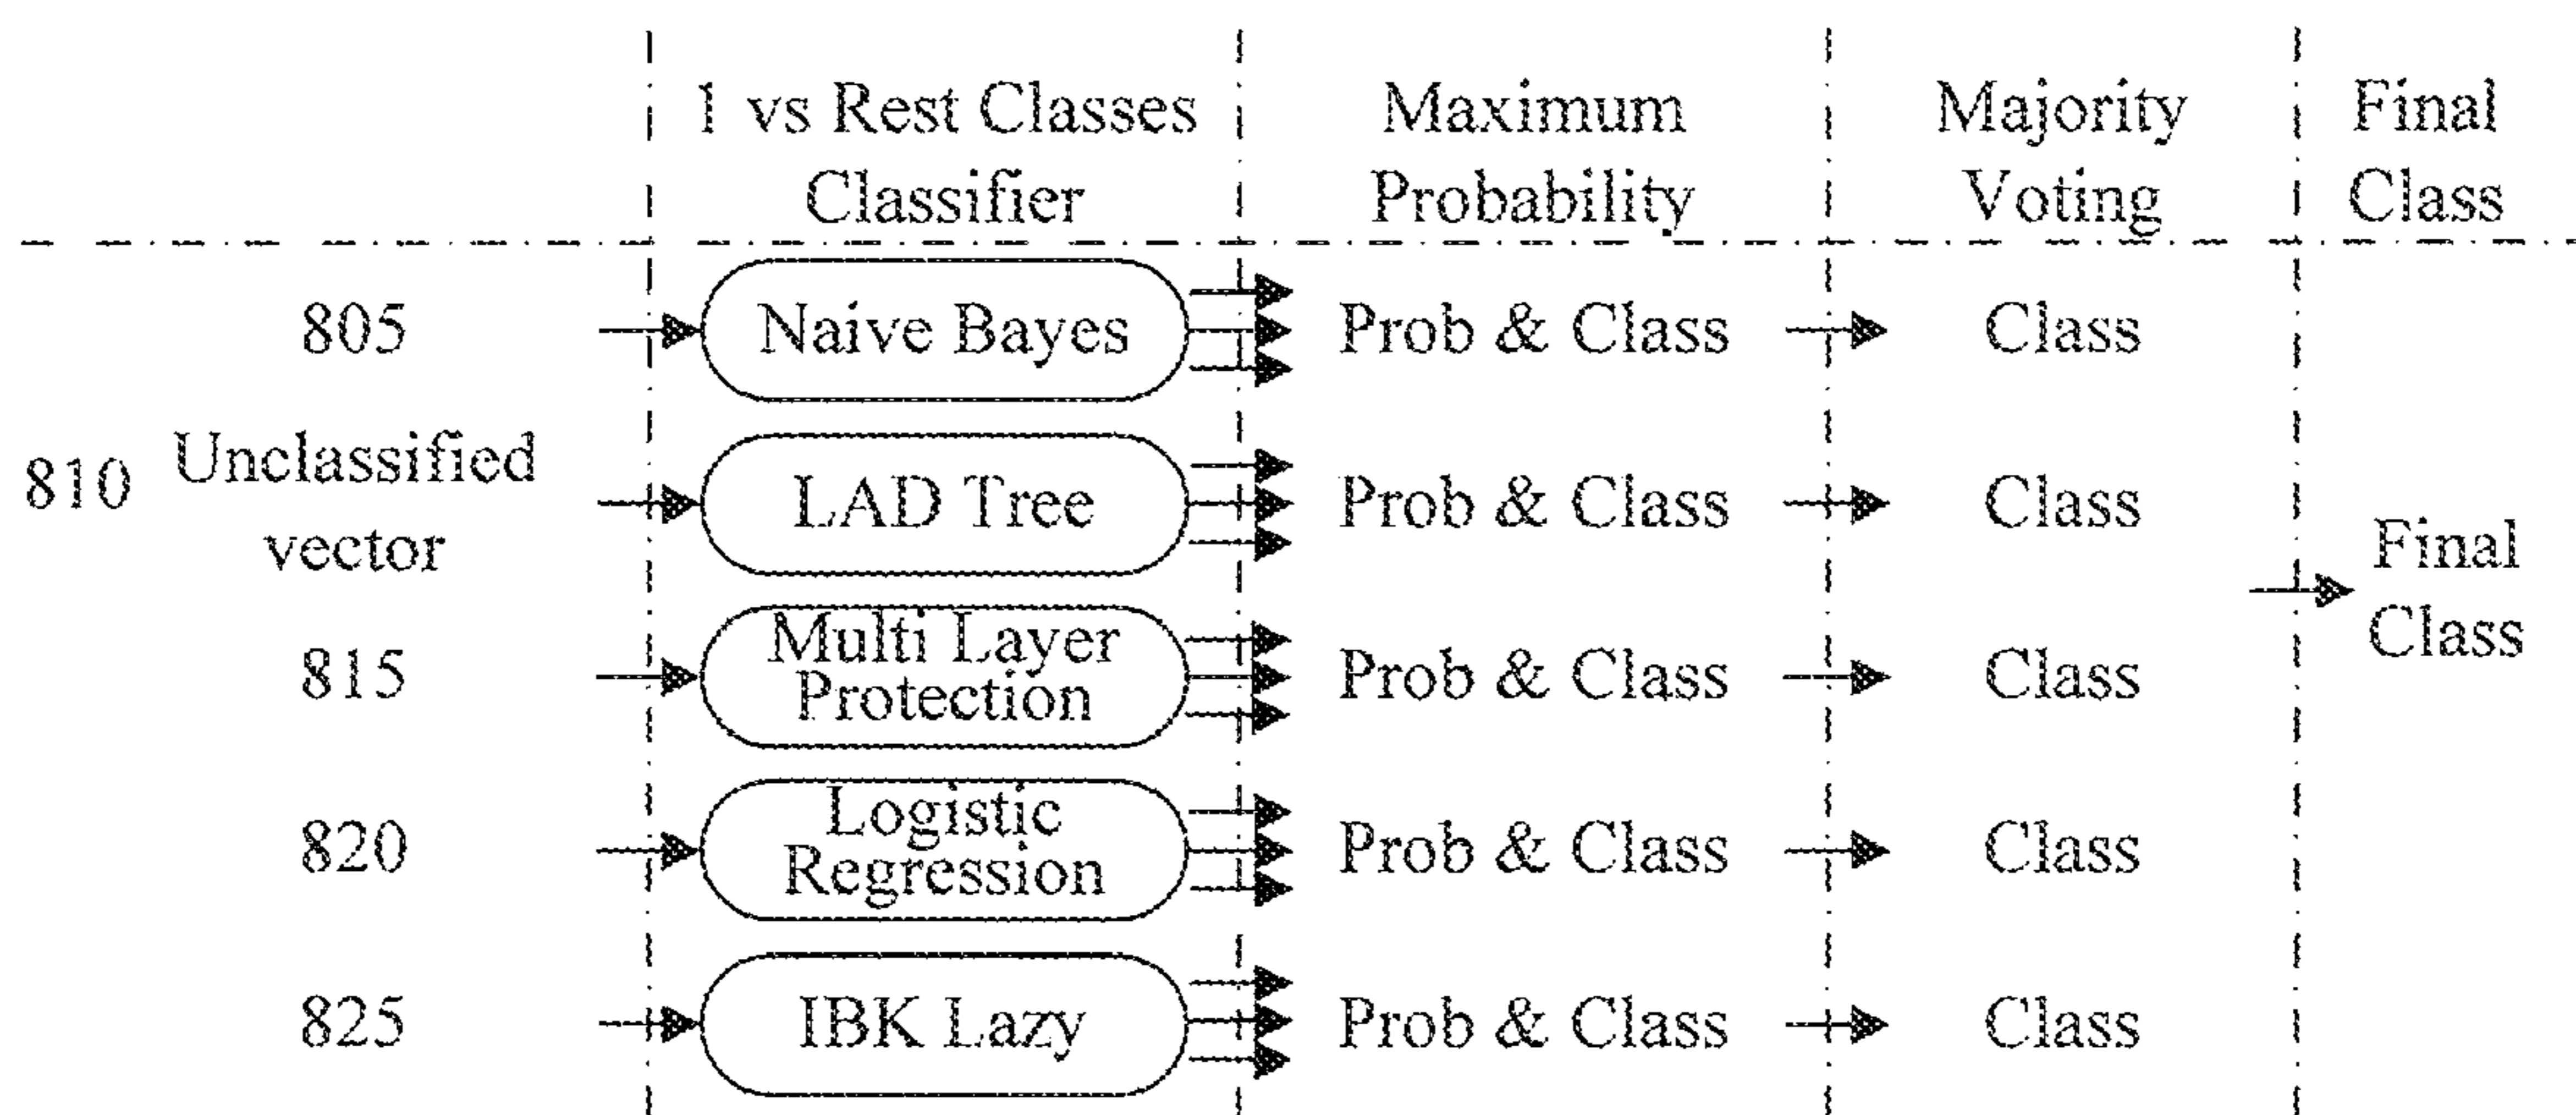 1 vs Rest Classes
Classifier
Maximum
Probability
Majority
Voting
Final
Class
805
Naive Bayes
Prob & Class
Class
810
Unclassified
vector
LAD Tree
Prob & Class
Class
Final
Class
815
Multi Layer
Protection
Prob & Class
Class
820
Logistic
Regression
Prob & Class
Class
825
IBK Lazy
Prob & Class
Class